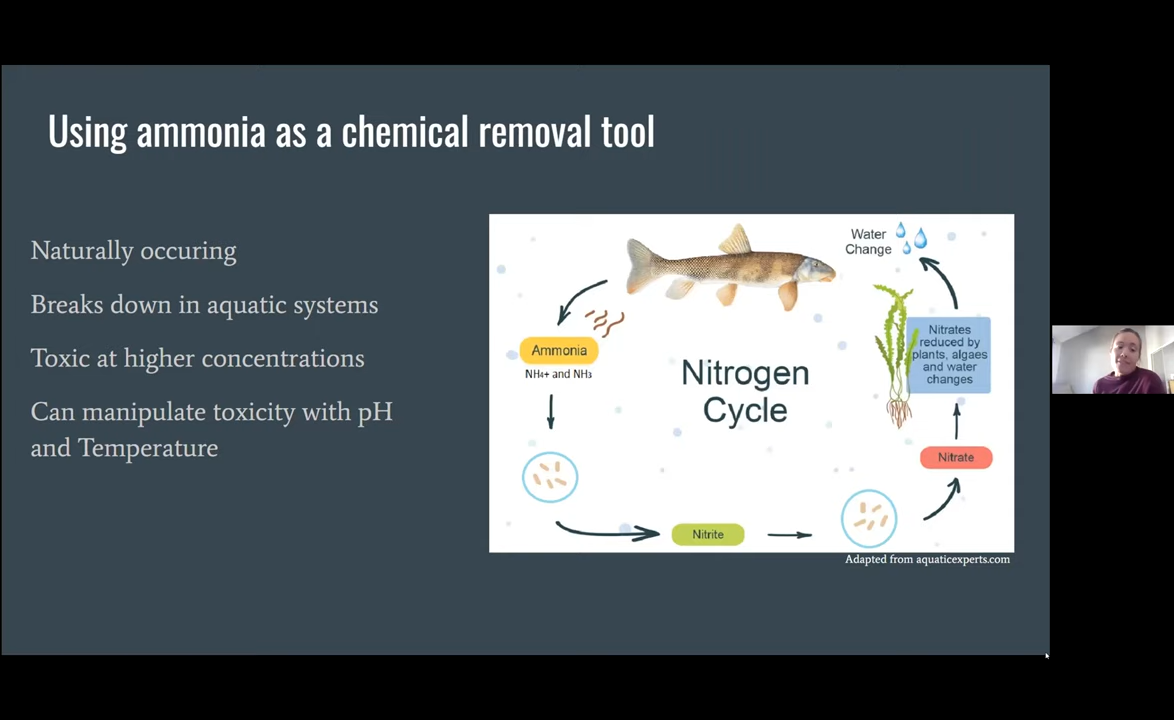 Using ammonia as a chemical removal tool
Naturally occuring
Breaks down in aquatic systems
Toxic at higher concentrations
Can manipulate toxicity with pH
and Temperature
Water
Change
Ammonia
NH₄+ and NH₃
Nitrogen
Cycle
Nitrates
reduced by
plants, algaes
and water
changes
Nitrate
Nitrite
Adapted from aquaticexperts.com